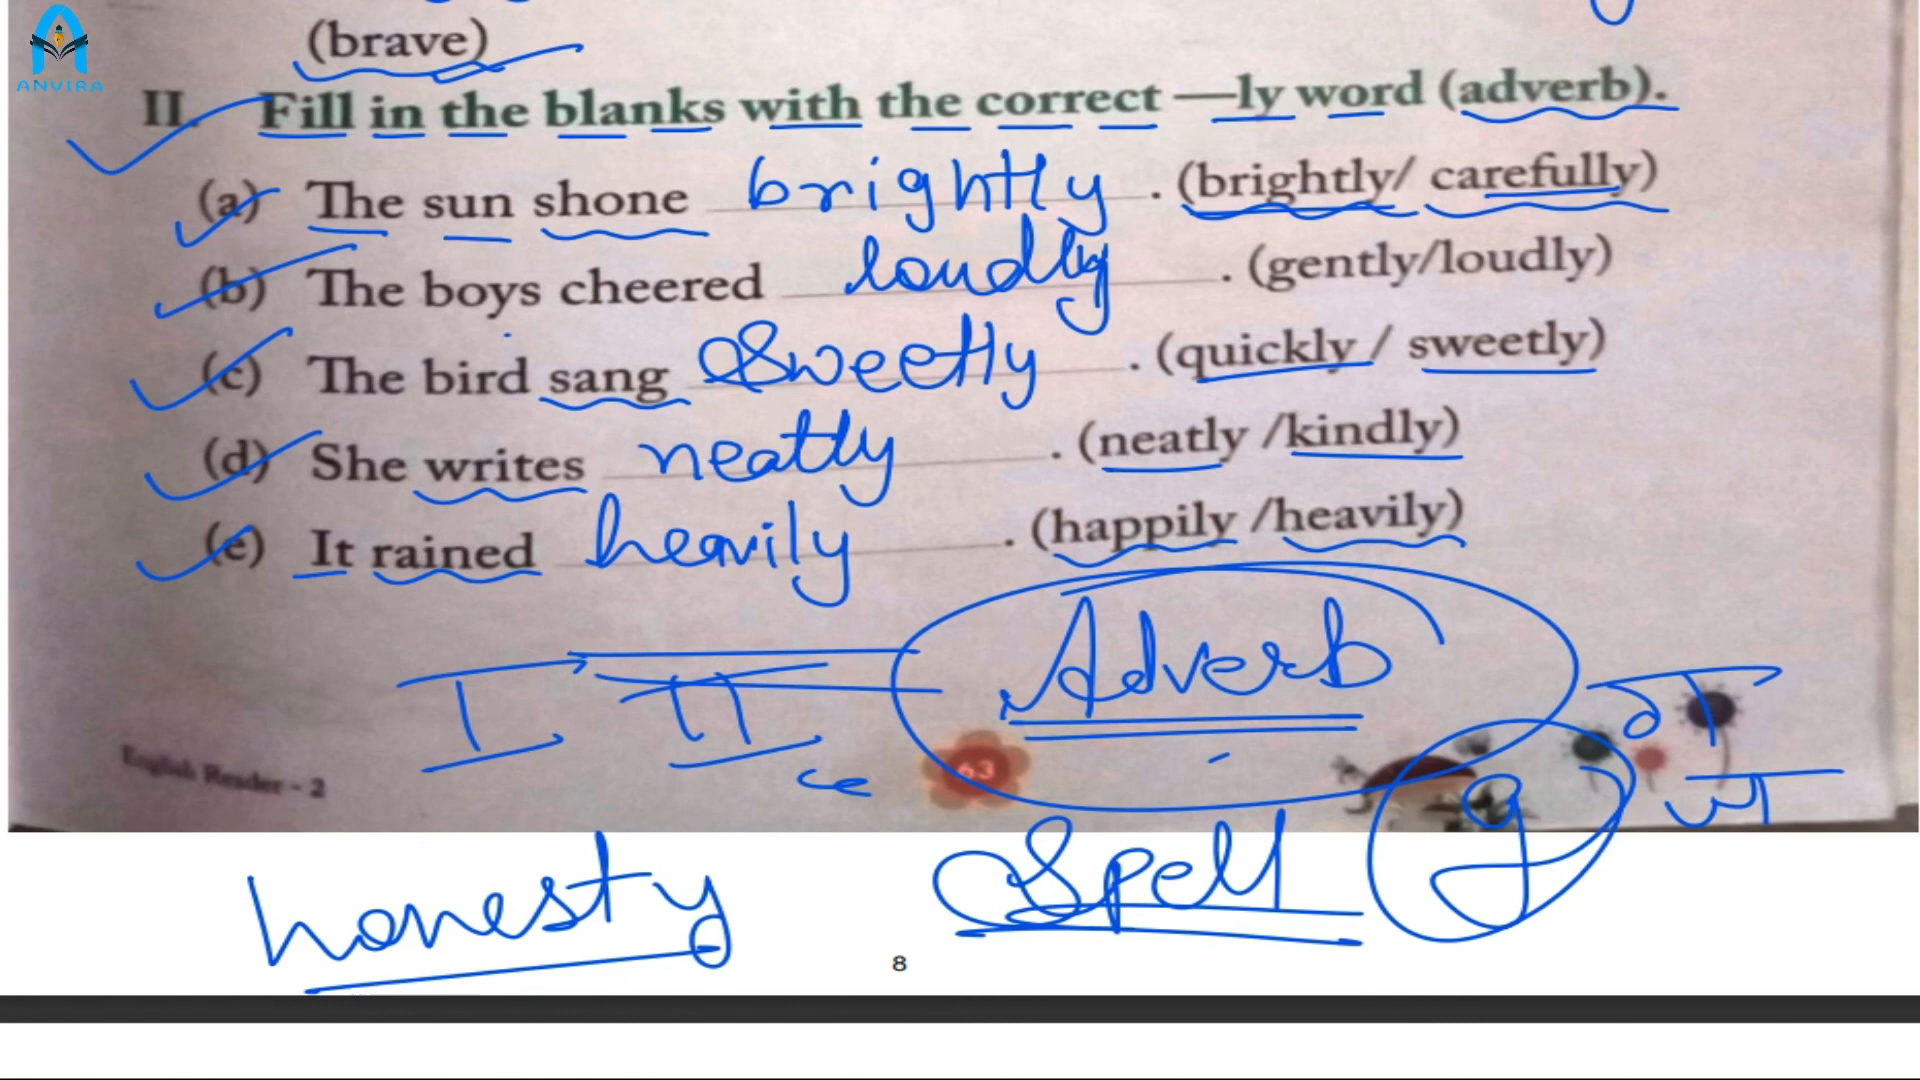 ANVIRA
(brave)
II. Fill in the blanks with the correct —ly word (adverb).
(a) The sun shone brightly . (brightly/ carefully)
(b) The boys cheered loudly . (gently/loudly)
(c) The bird sang Sweetly . (quickly / sweetly)
(d) She writes neatly . (neatly /kindly)
(e) It rained heavily . (happily /heavily)
I II Adverb
ग
English Reader - 2 63 g ज
honesty Spell
8